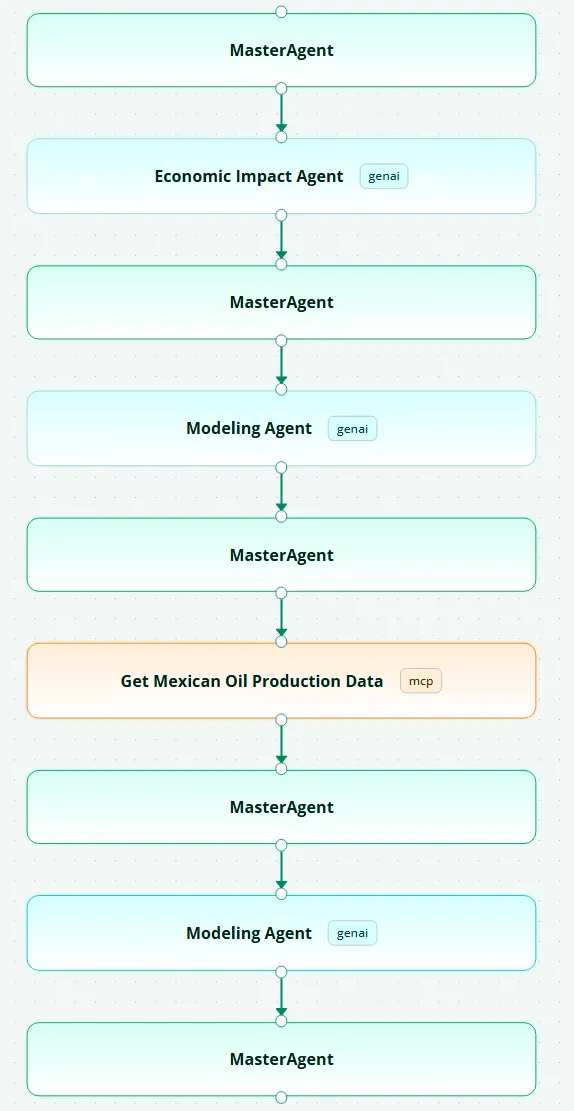 MasterAgent
Economic Impact Agent genai
MasterAgent
Modeling Agent genai
MasterAgent
Get Mexican Oil Production Data mcp
MasterAgent
Modeling Agent genai
MasterAgent